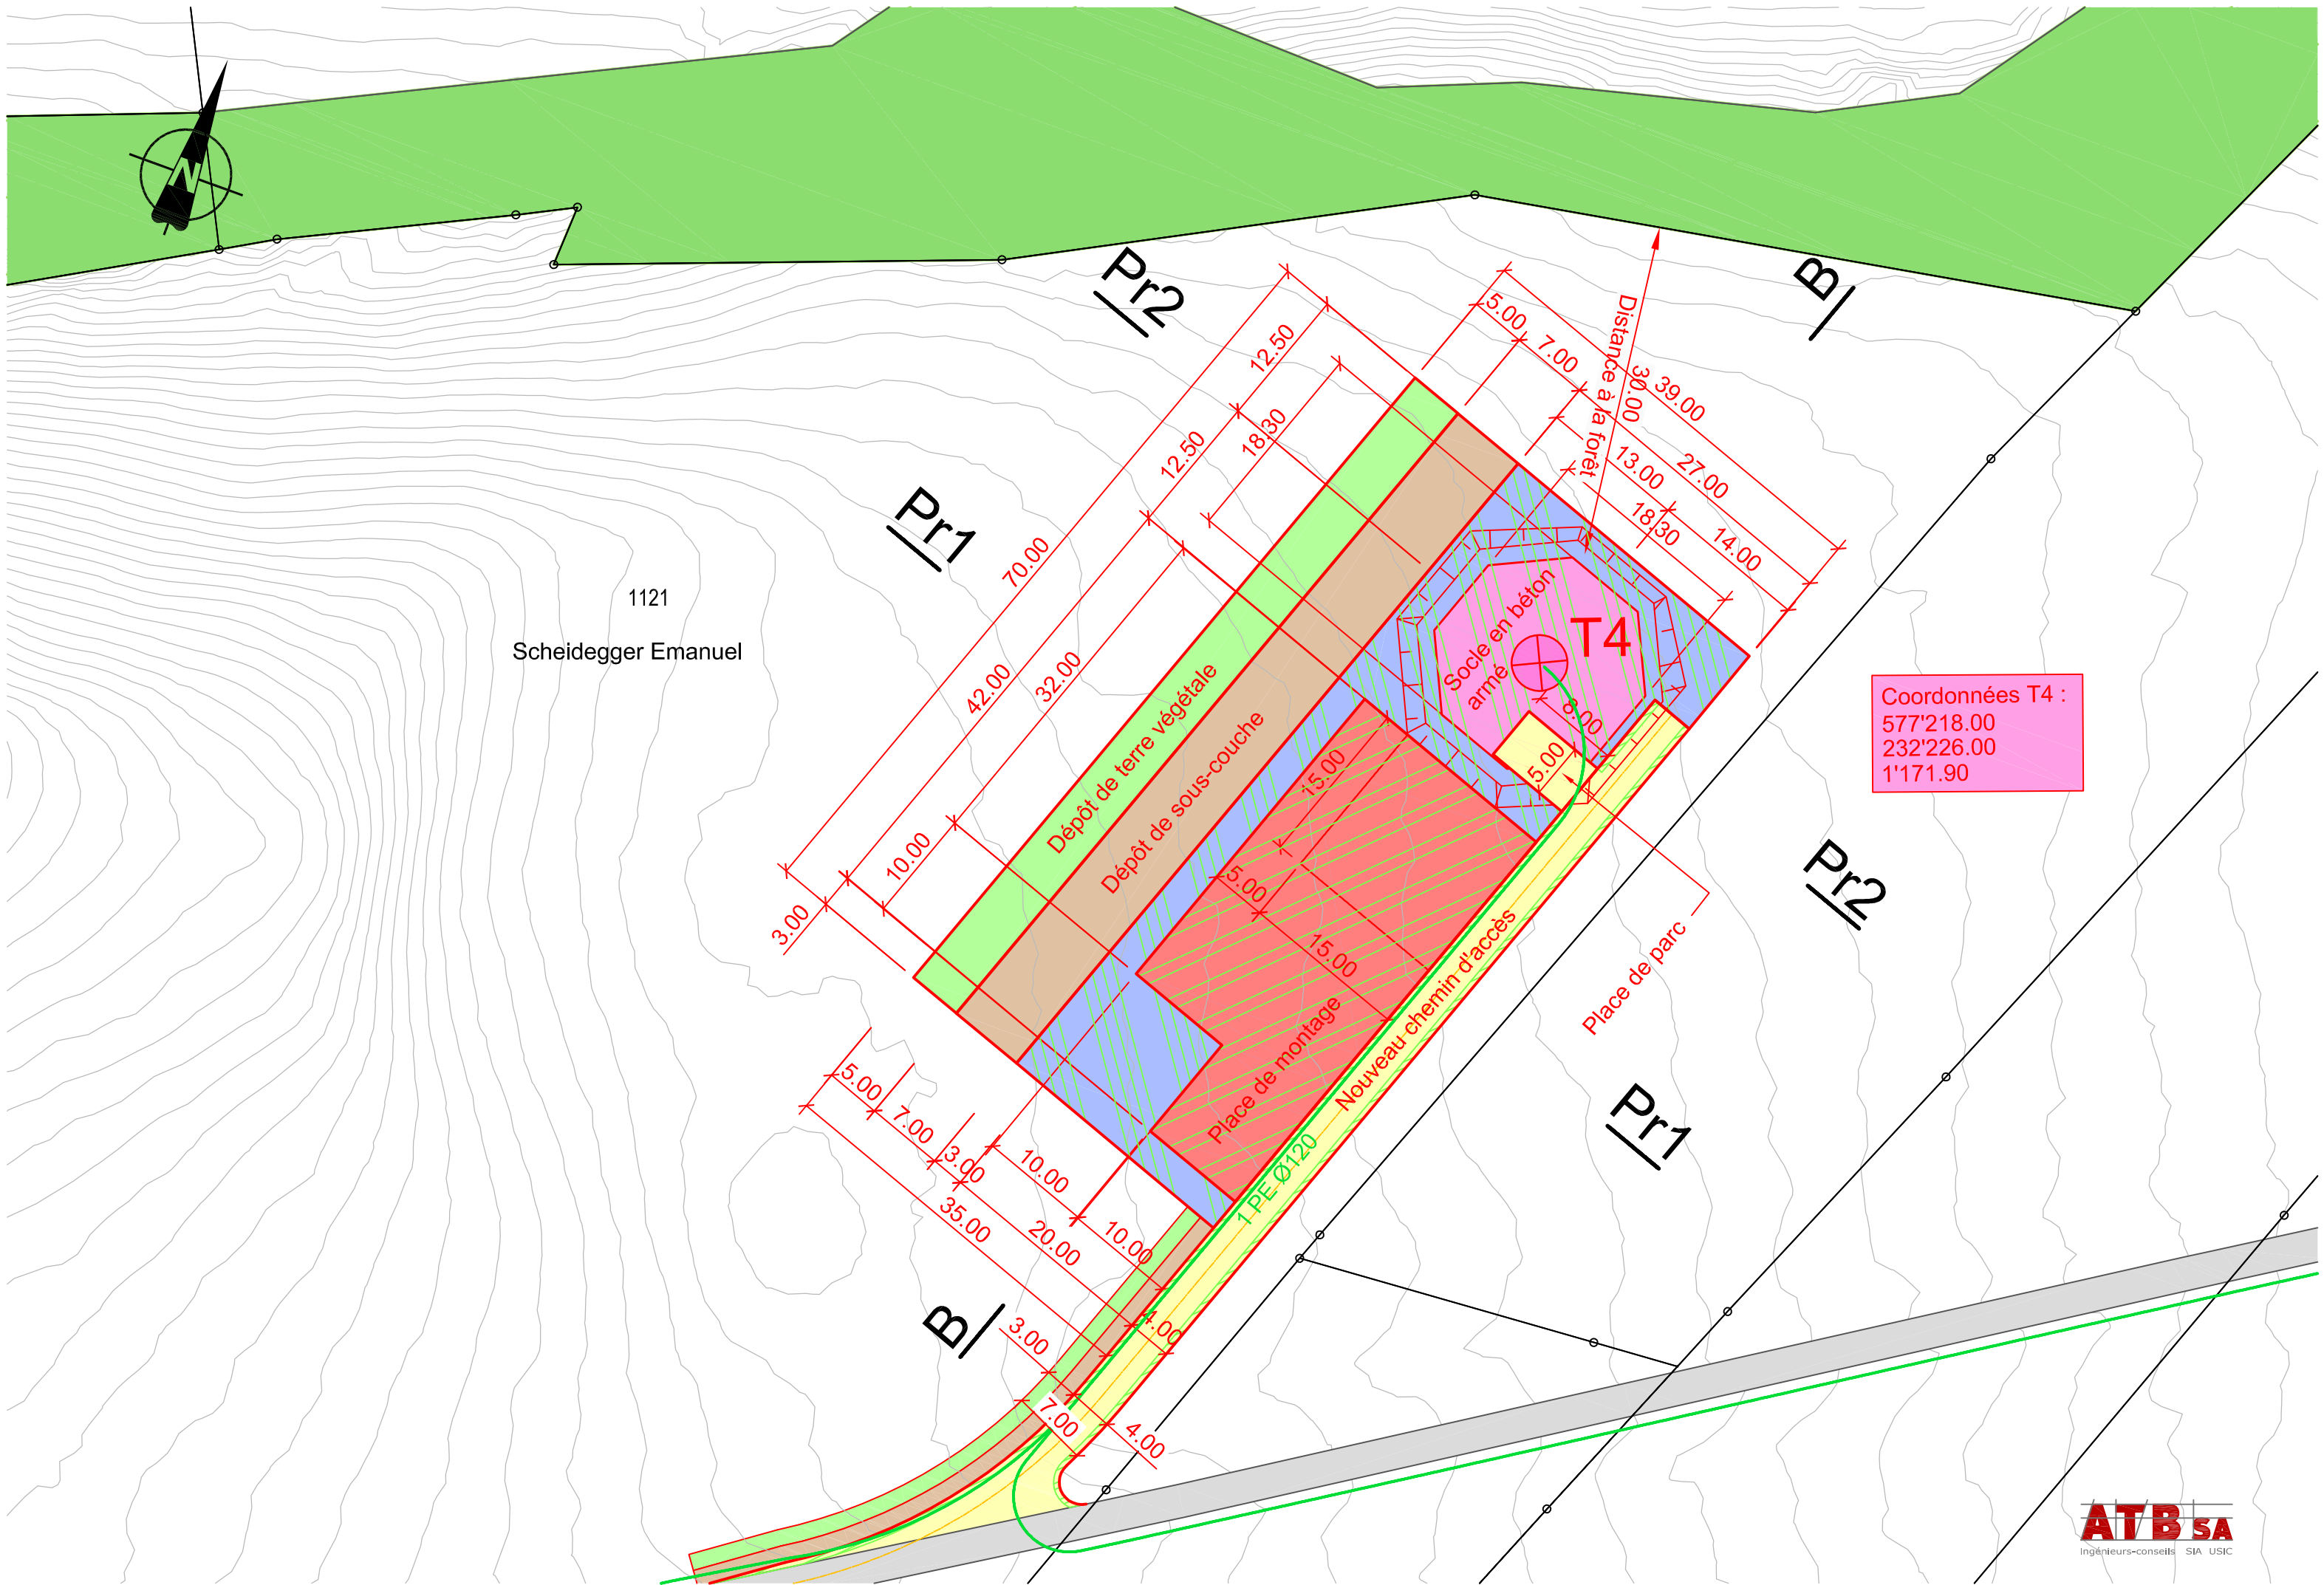 Pr2
B
5.00
7.00
39.00
Distance à la forêt
30.00
12.50
18.30
12.50
13.00
27.00
18.30
14.00
Pr1
70.00
1121
Scheidegger Emanuel
42.00
32.00
T4
Socle en béton
armé
8.00
5.00
Coordonnées T4 :
577'218.00
232'226.00
1'171.90
Dépôt de terre végétale
Dépôt de sous-couche
15.00
10.00
3.00
5.00
15.00
Pr2
Place de parc
Nouveau chemin d'accès
Place de montage
1 PE Ø120
Pr1
5.00
7.00
3.00
10.00
35.00
20.00
10.00
B
3.00
4.00
7.00
4.00
ATB SA
Ingénieurs-conseils SIA USIC